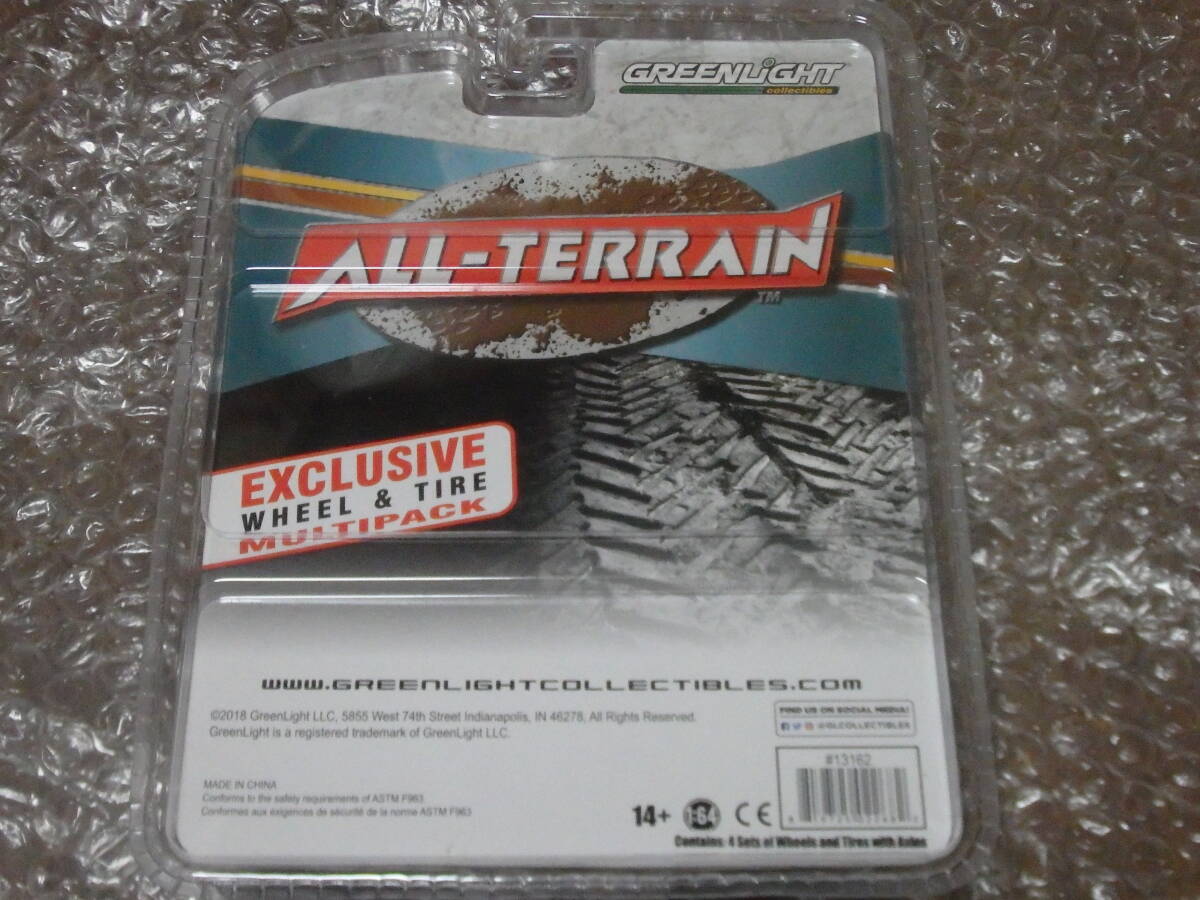 GREENLIGHT
collectibles
ALL-TERRAIN
TM
EXCLUSIVE
WHEEL & TIRE
MULTIPACK
WWW.GREENLIGHTCOLLECTIBLES.COM
©2018 GreenLight LLC, 5855 West 74th Street Indianapolis, IN 46278, All Rights Reserved.
GreenLight is a registered trademark of GreenLight LLC.
FIND US ON SOCIAL MEDIA!
@GLCOLLECTIBLES
#13162
MADE IN CHINA
Conforms to the safety requirements of ASTM F963
Conformes aux exigences de sécurité de la norme ASTM F963
14+ 1:64 CE
Contains: 4 Sets of Wheels and Tires with Axles